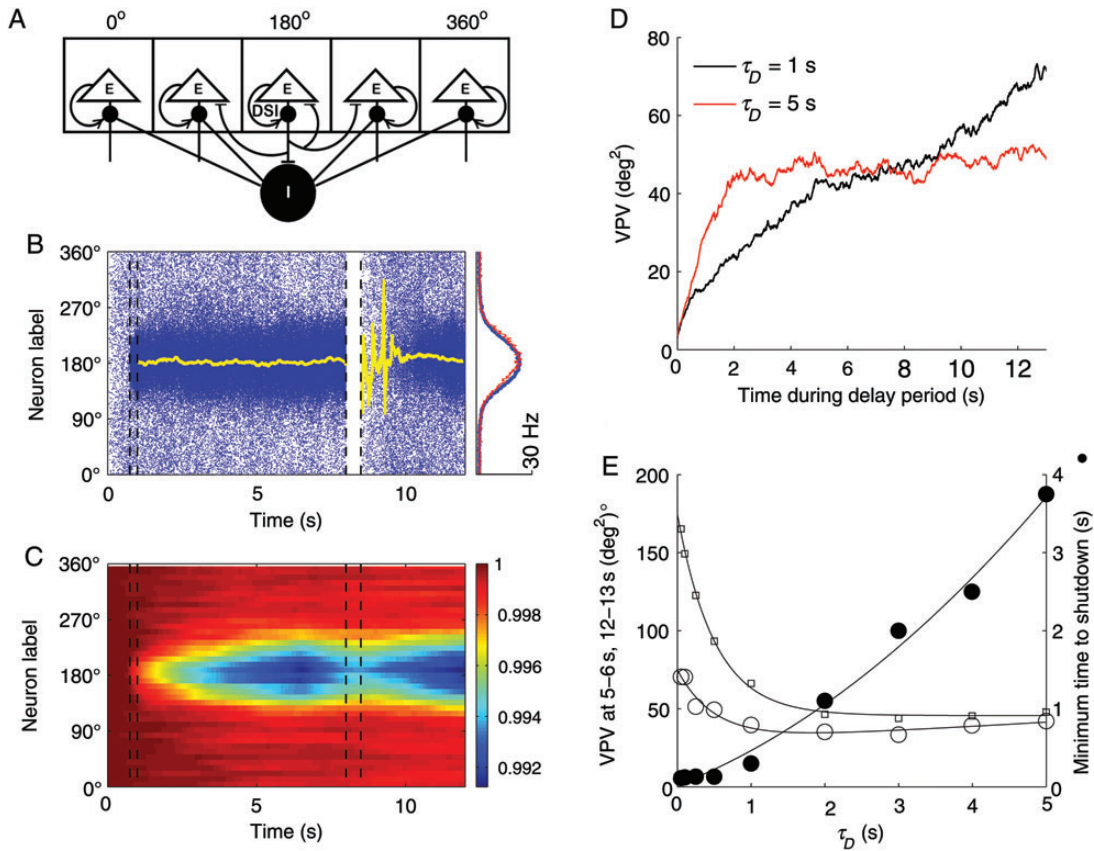 A
0° 180° 360°
E E E E E
DSI
I
B
Neuron label
360°
270°
180°
90°
0°
0 5 10
Time (s)
30 Hz
C
Neuron label
360°
270°
180°
90°
0°
0 5 10
Time (s)
1
0.998
0.996
0.994
0.992
D
VPV (deg²)
80
60
40
20
0
τD = 1 s
τD = 5 s
0 2 4 6 8 10 12
Time during delay period (s)
E
VPV at 5–6 s, 12–13 s (deg²)°
200
150
100
50
0
0 1 2 3 4 5
τD (s)
4
3
2
1
0
Minimum time to shutdown (s)